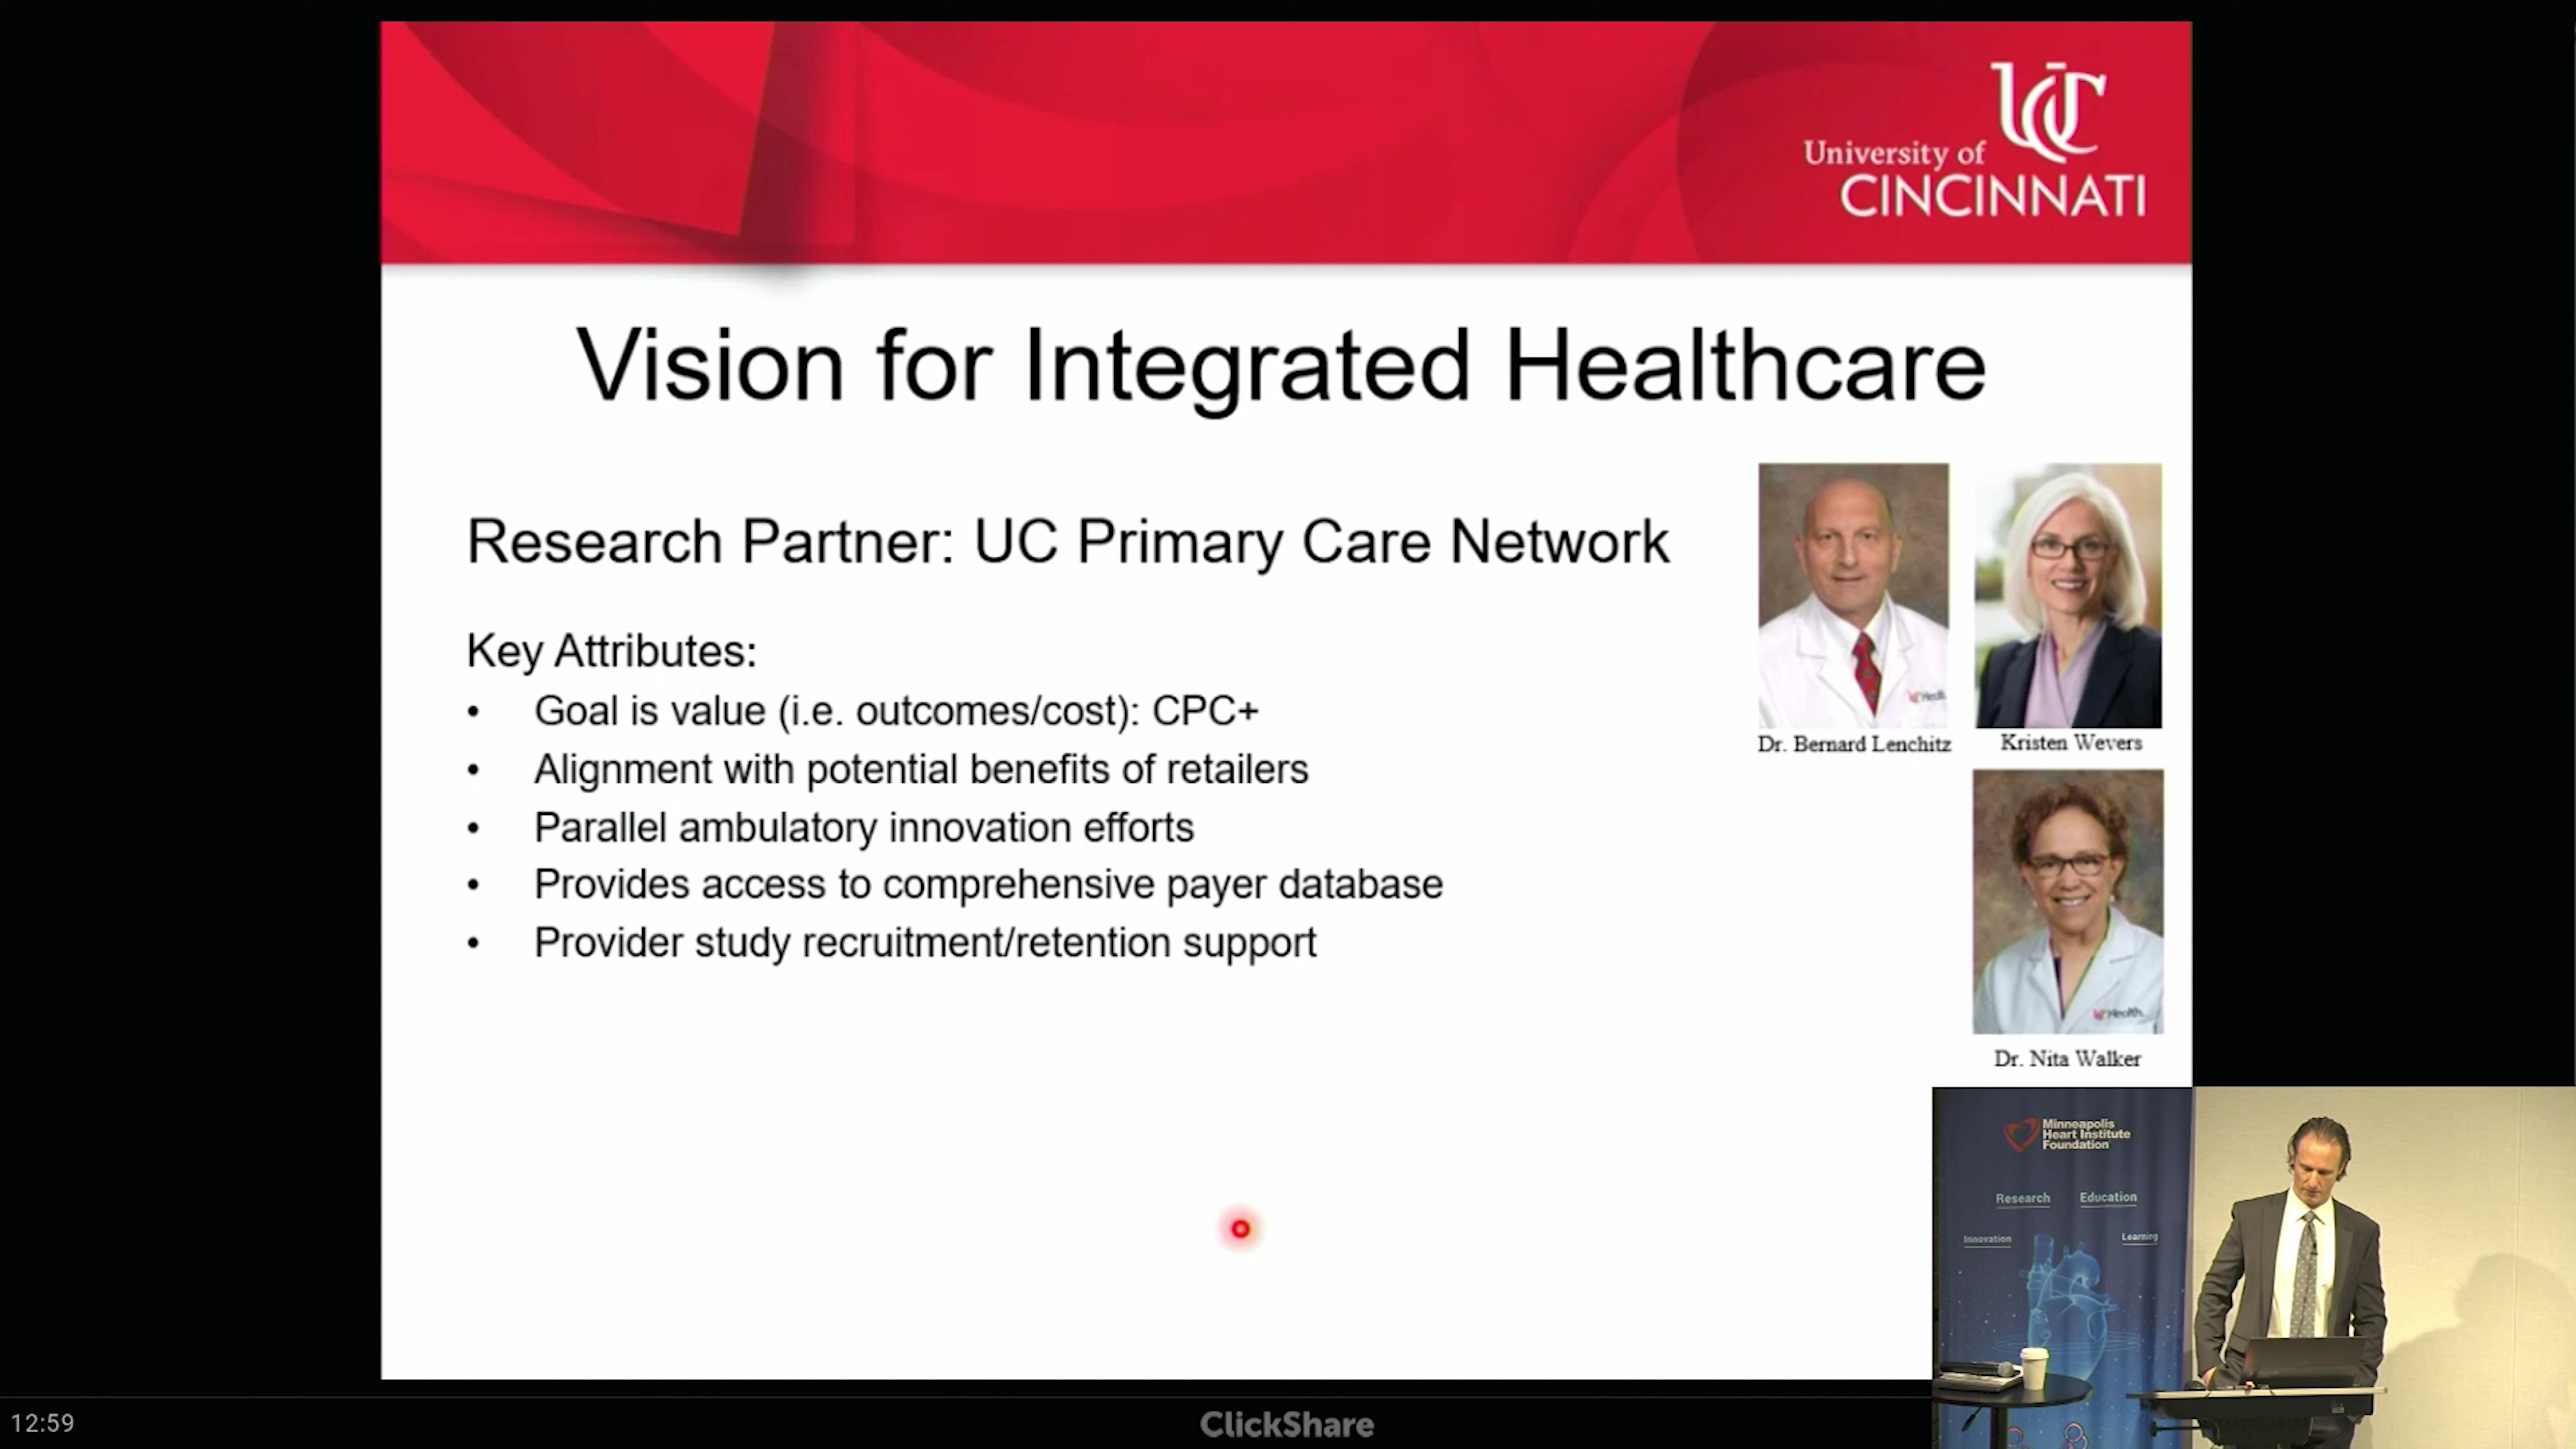 UC
University of
CINCINNATI
Vision for Integrated Healthcare
Research Partner: UC Primary Care Network
Key Attributes:
• Goal is value (i.e. outcomes/cost): CPC+
• Alignment with potential benefits of retailers
• Parallel ambulatory innovation efforts
• Provides access to comprehensive payer database
• Provider study recruitment/retention support
Health
Dr. Bernard Lenchitz
Kristen Wevers
Health
Dr. Nita Walker
Minneapolis
Heart Institute
Foundation
Research Education
Innovation Learning
12:59
ClickShare